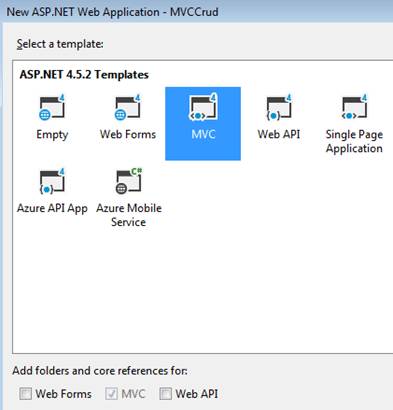 New ASP.NET Web Application - MVCCrud
Select a template:
ASP.NET 4.5.2 Templates
4 4 4 4 4
Empty Web Forms MVC Web API Single Page
Application
4 C#
Azure API App Azure Mobile
Service
Add folders and core references for:
Web Forms MVC Web API